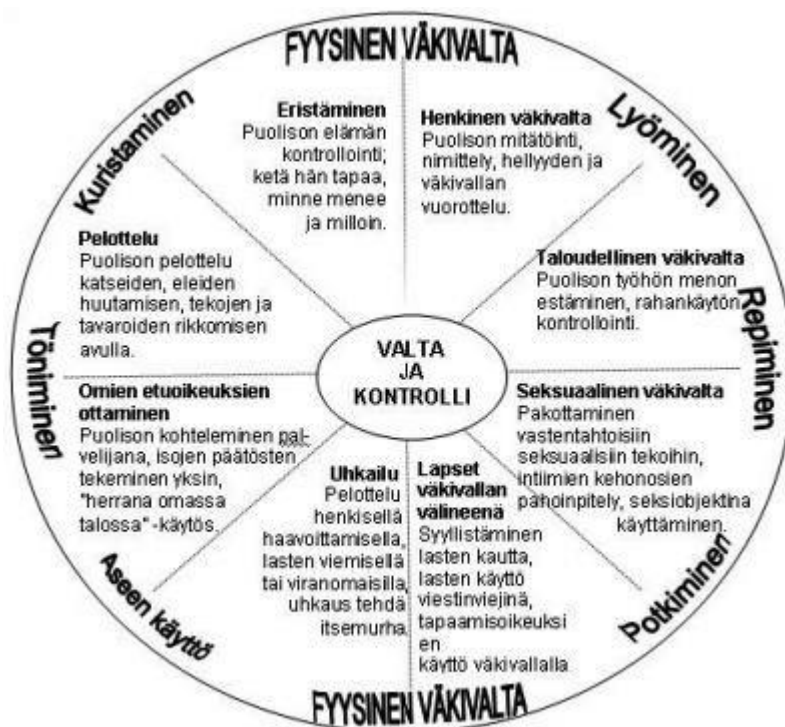 FYYSINEN VÄKIVALTA
Kuristaminen
Lyöminen
Eristäminen
Puolison elämän
kontrollointi;
ketä hän tapaa,
minne menee
ja milloin.
Henkinen väkivalta
Puolison mitätöinti,
nimittely, hellyyden ja
väkivallan
vuorottelu.
Pelottelu
Puolison pelottelu
katseiden, eleiden
huutamisen, tekojen ja
tavaroiden rikkomisen
avulla.
Taloudellinen väkivalta
Puolison työhön menon
estäminen, rahankäytön
kontrollointi.
Töniminen
Repiminen
VALTA
JA
KONTROLLI
Omien etuoikeuksien
ottaminen
Puolison kohteleminen pal-
velijana, isojen päätösten
tekeminen yksin,
"herrana omassa
talossa" -käytös.
Seksuaalinen väkivalta
Pakottaminen
vastentahtoisiin
seksuaalisiin tekoihin,
intiimien kehonosien
pahoinpitely, seksiobjektina
käyttäminen.
Uhkailu
Pelottelu
henkisellä
haavoittamisella,
lasten viemisellä
tai viranomaisilla,
uhkaus tehdä
itsemurha
Lapset
väkivallan
välineenä
Syyllistäminen
lasten kautta,
lasten käyttö
viestinviejinä,
tapaamisoikeuksi
en
käyttö väkivallalla
Aseen käyttö
Potkiminen
FYYSINEN VÄKIVALTA